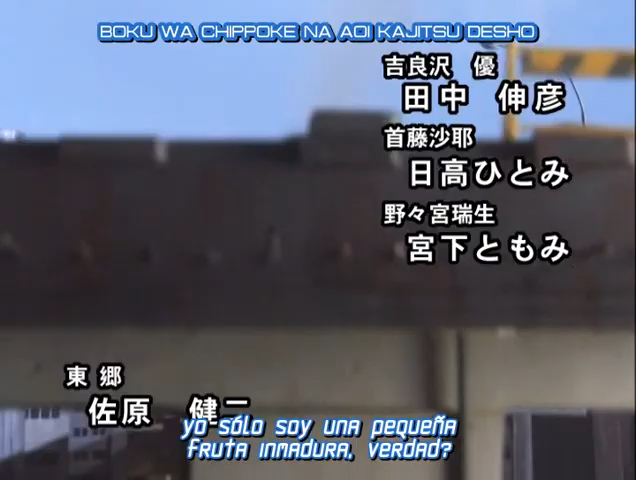 BOKU WA CHIPPOKE NA AOI KAJITSU DESHO
吉良沢 優
田中 伸彦
首藤沙耶
日高ひとみ
野々宮瑞生
宮下ともみ
東郷
佐原 健二
yo sólo soy una pequeña
fruta inmadura, verdad?